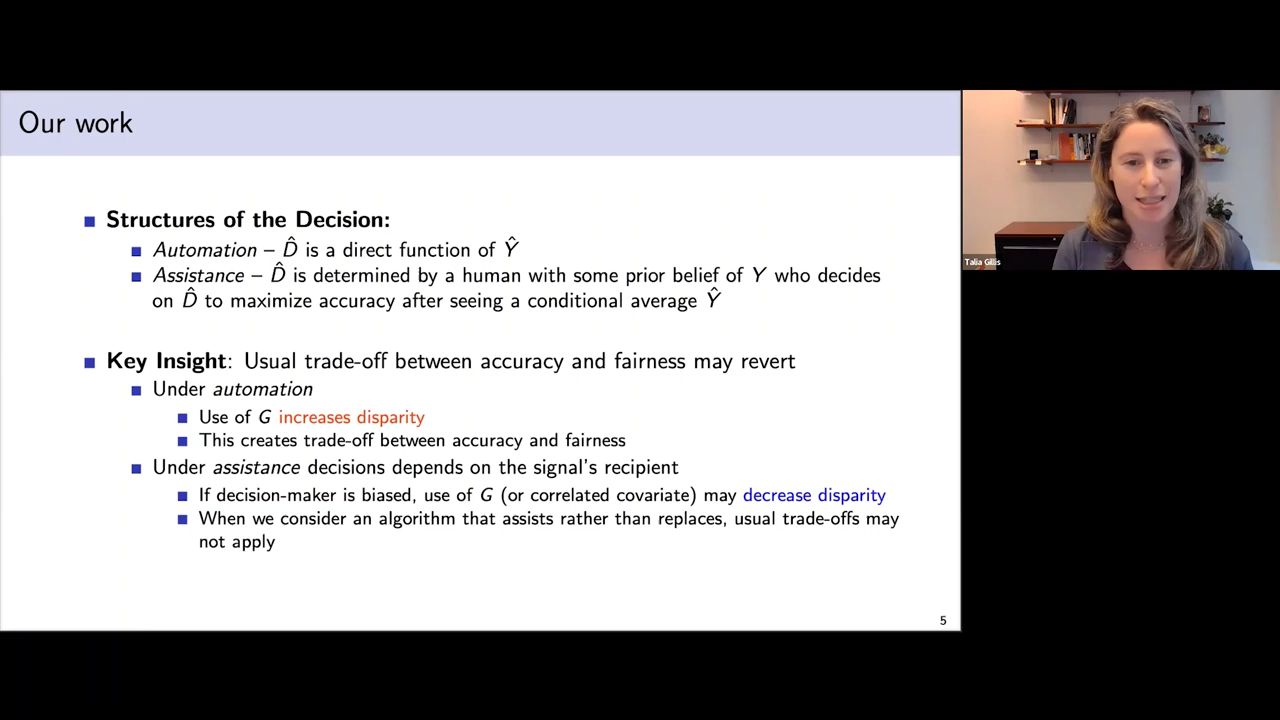 Our work
Structures of the Decision:
Automation – D̂ is a direct function of Ŷ
Assistance – D̂ is determined by a human with some prior belief of Y who decides
on D̂ to maximize accuracy after seeing a conditional average Ŷ
Key Insight: Usual trade-off between accuracy and fairness may revert
Under automation
Use of G increases disparity
This creates trade-off between accuracy and fairness
Under assistance decisions depends on the signal's recipient
If decision-maker is biased, use of G (or correlated covariate) may decrease disparity
When we consider an algorithm that assists rather than replaces, usual trade-offs may
not apply
5
Talia Gillis